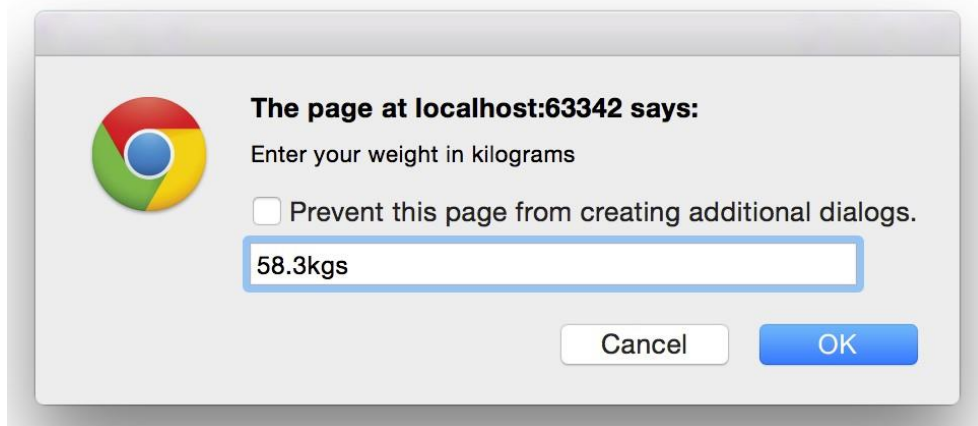 The page at localhost:63342 says:
Enter your weight in kilograms
Prevent this page from creating additional dialogs.
58.3kgs
Cancel OK